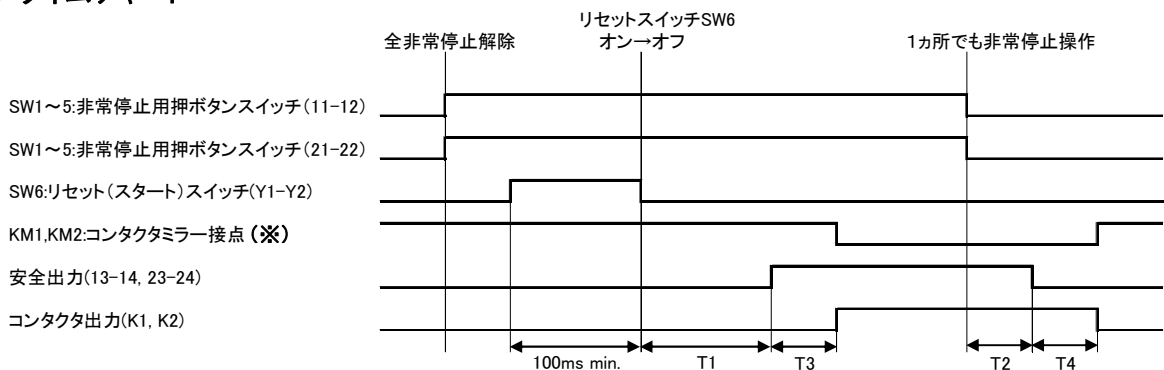 リセットスイッチSW6
全非常停止解除
オン→オフ
1ヵ所でも非常停止操作
SW1～5:非常停止用押ボタンスイッチ(11-12)
SW1～5:非常停止用押ボタンスイッチ(21-22)
SW6:リセット(スタート)スイッチ(Y1-Y2)
KM1,KM2:コンタクタミラー接点(※)
安全出力(13-14, 23-24)
コンタクタ出力(K1, K2)
100ms min.
T1
T3
T2
T4